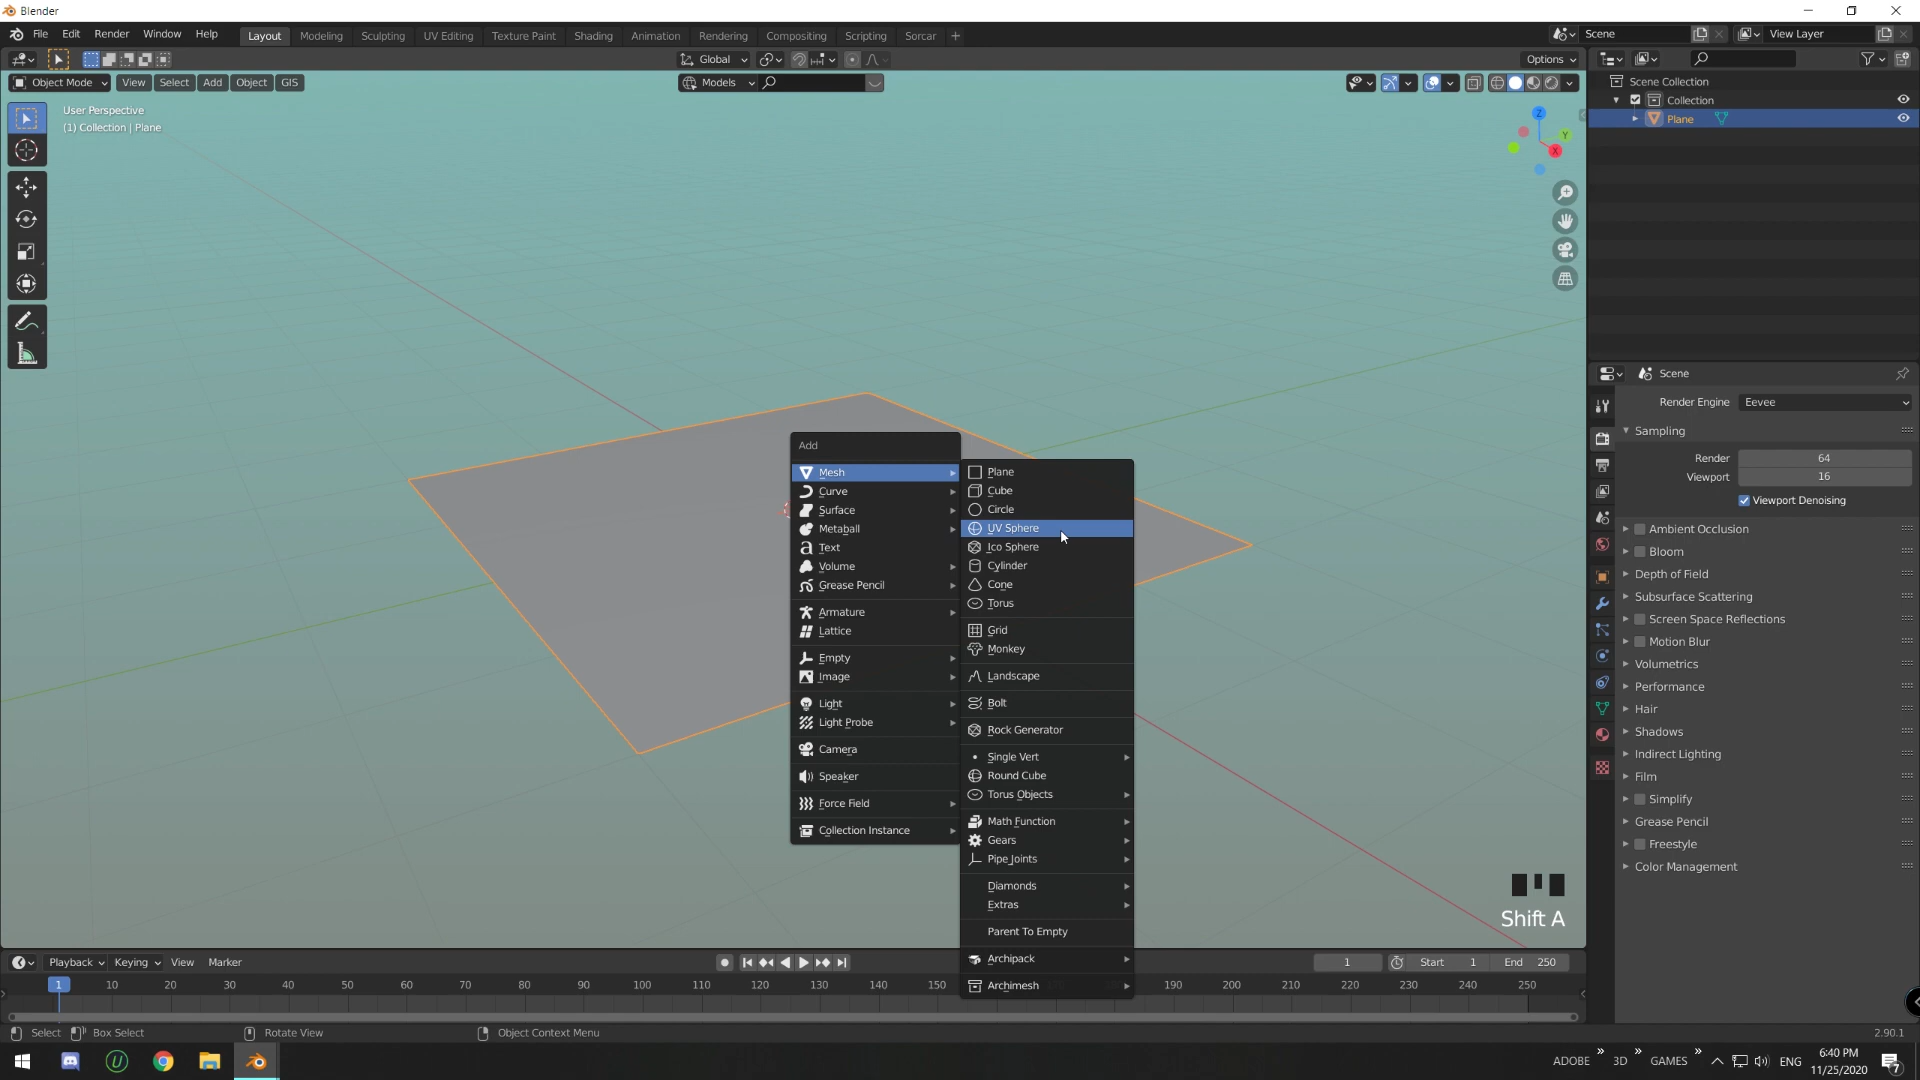 Blender
File Edit Render Window Help
Layout Modeling Sculpting UV Editing Texture Paint Shading Animation Rendering Compositing Scripting Sorcar +
Scene
View Layer
Global
Options
Object Mode View Select Add Object GIS
Models
User Perspective
(1) Collection | Plane
Z
Y
X
Scene Collection
Collection
Plane
Scene
Render Engine Eevee
Sampling
Render 64
Viewport 16
Viewport Denoising
Ambient Occlusion
Bloom
Depth of Field
Subsurface Scattering
Screen Space Reflections
Motion Blur
Volumetrics
Performance
Hair
Shadows
Indirect Lighting
Film
Simplify
Grease Pencil
Freestyle
Color Management
Add
Mesh
Curve
Surface
Metaball
Text
Volume
Grease Pencil
Armature
Lattice
Empty
Image
Light
Light Probe
Camera
Speaker
Force Field
Collection Instance
Plane
Cube
Circle
UV Sphere
Ico Sphere
Cylinder
Cone
Torus
Grid
Monkey
Landscape
Bolt
Rock Generator
Single Vert
Round Cube
Torus Objects
Math Function
Gears
Pipe Joints
Diamonds
Extras
Parent To Empty
Archipack
Archimesh
Shift A
Playback Keying View Marker
1 Start 1 End 250
1 10 20 30 40 50 60 70 80 90 100 110 120 130 140 150 190 200 210 220 230 240 250
Select Box Select Rotate View Object Context Menu 2.90.1
ADOBE » 3D » GAMES » ENG
6:40 PM
11/25/2020
7